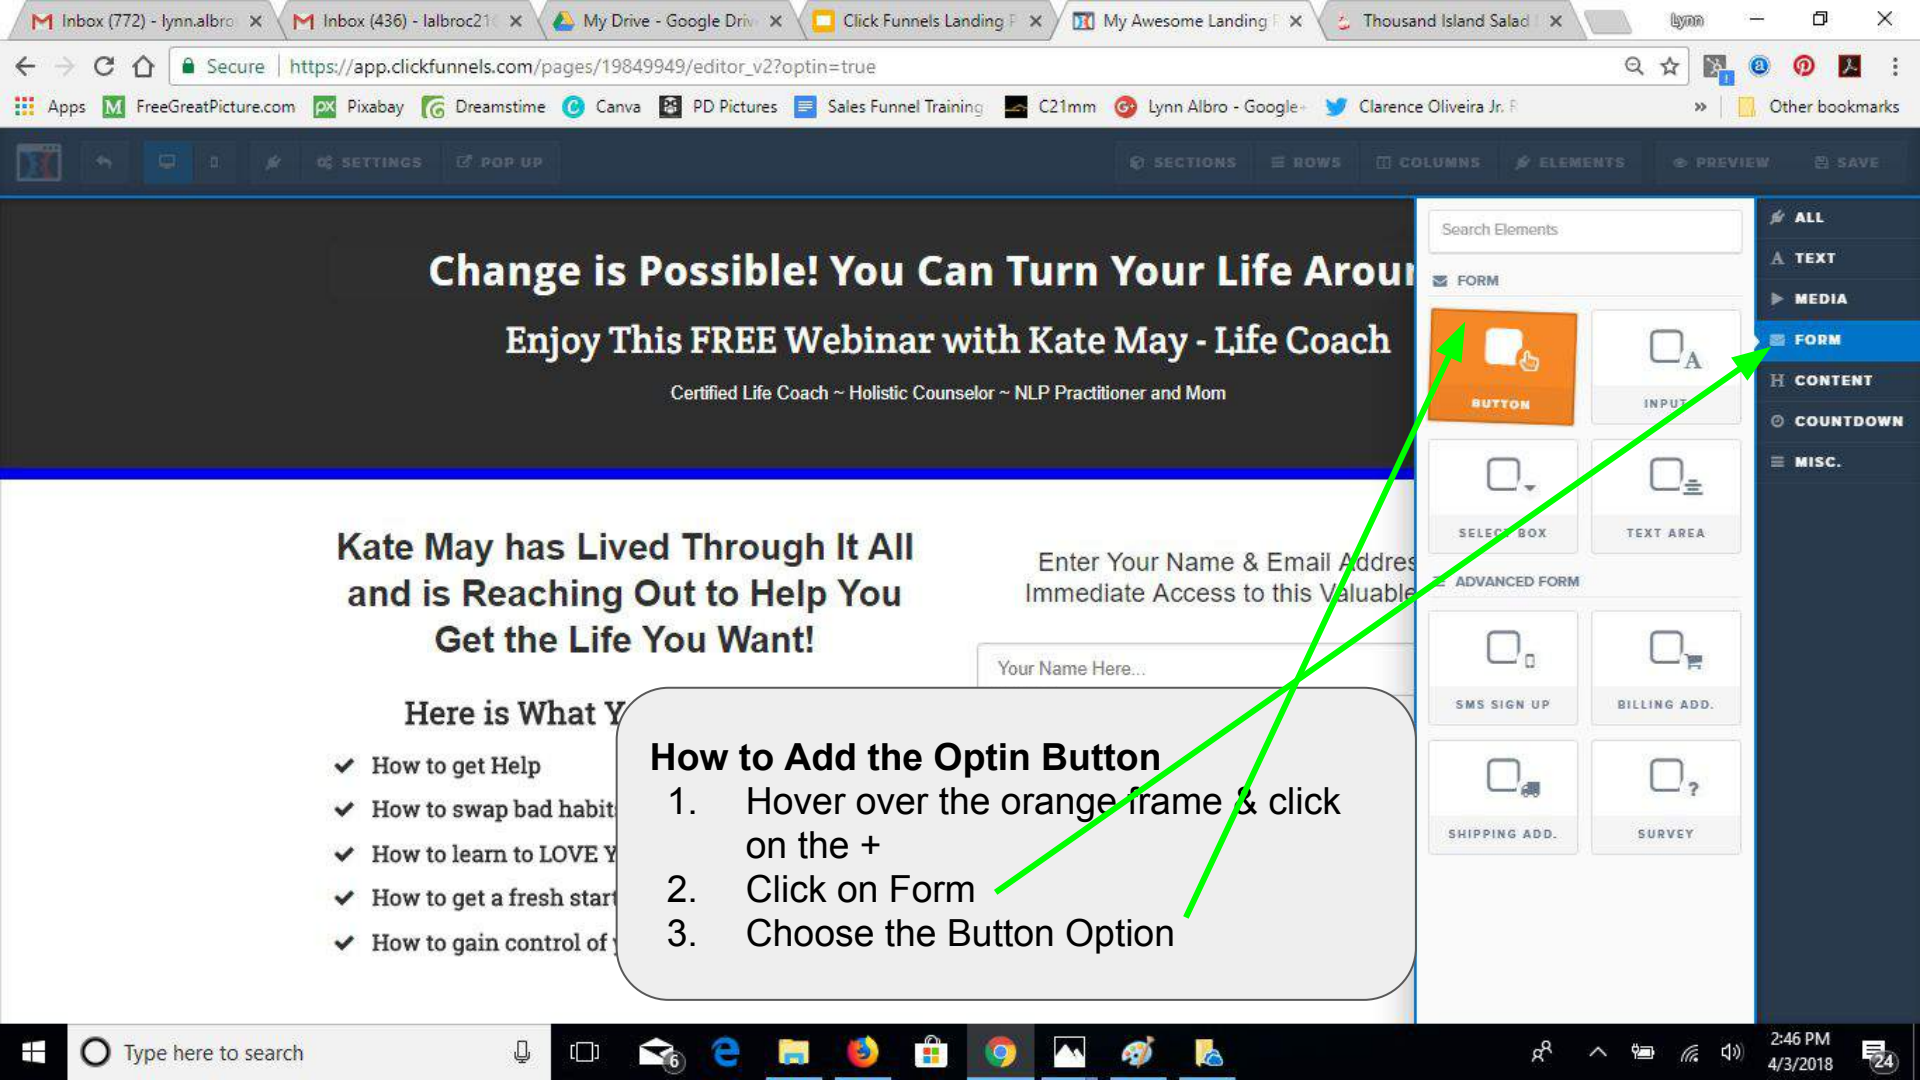 Inbox (772) - lynn.albro
Inbox (436) - lalbroc21
My Drive - Google Driv
Click Funnels Landing P
My Awesome Landing P
Thousand Island Salad
Lynn
Secure
https://app.clickfunnels.com/pages/19849949/editor_v2?optin=true
Apps
FreeGreatPicture.com
Pixabay
Dreamstime
Canva
PD Pictures
Sales Funnel Training
C21mm
Lynn Albro - Google+
Clarence Oliveira Jr.
Other bookmarks
SETTINGS
POP UP
SECTIONS
ROWS
COLUMNS
ELEMENTS
PREVIEW
SAVE
Change is Possible! You Can Turn Your Life Aroun
Enjoy This FREE Webinar with Kate May - Life Coach
Certified Life Coach ~ Holistic Counselor ~ NLP Practitioner and Mom
Kate May has Lived Through It All
and is Reaching Out to Help You
Get the Life You Want!
Here is What Y
✔ How to get Help
✔ How to swap bad habit
✔ How to learn to LOVE Y
✔ How to get a fresh start
✔ How to gain control of
Enter Your Name & Email Addres
Immediate Access to this Valuable
Your Name Here...
How to Add the Optin Button
1. Hover over the orange frame & click
on the +
2. Click on Form
3. Choose the Button Option
Search Elements
FORM
BUTTON
INPUT
SELECT BOX
TEXT AREA
ADVANCED FORM
SMS SIGN UP
BILLING ADD.
SHIPPING ADD.
SURVEY
ALL
TEXT
MEDIA
FORM
CONTENT
COUNTDOWN
MISC.
Type here to search
6
2:46 PM
4/3/2018
24